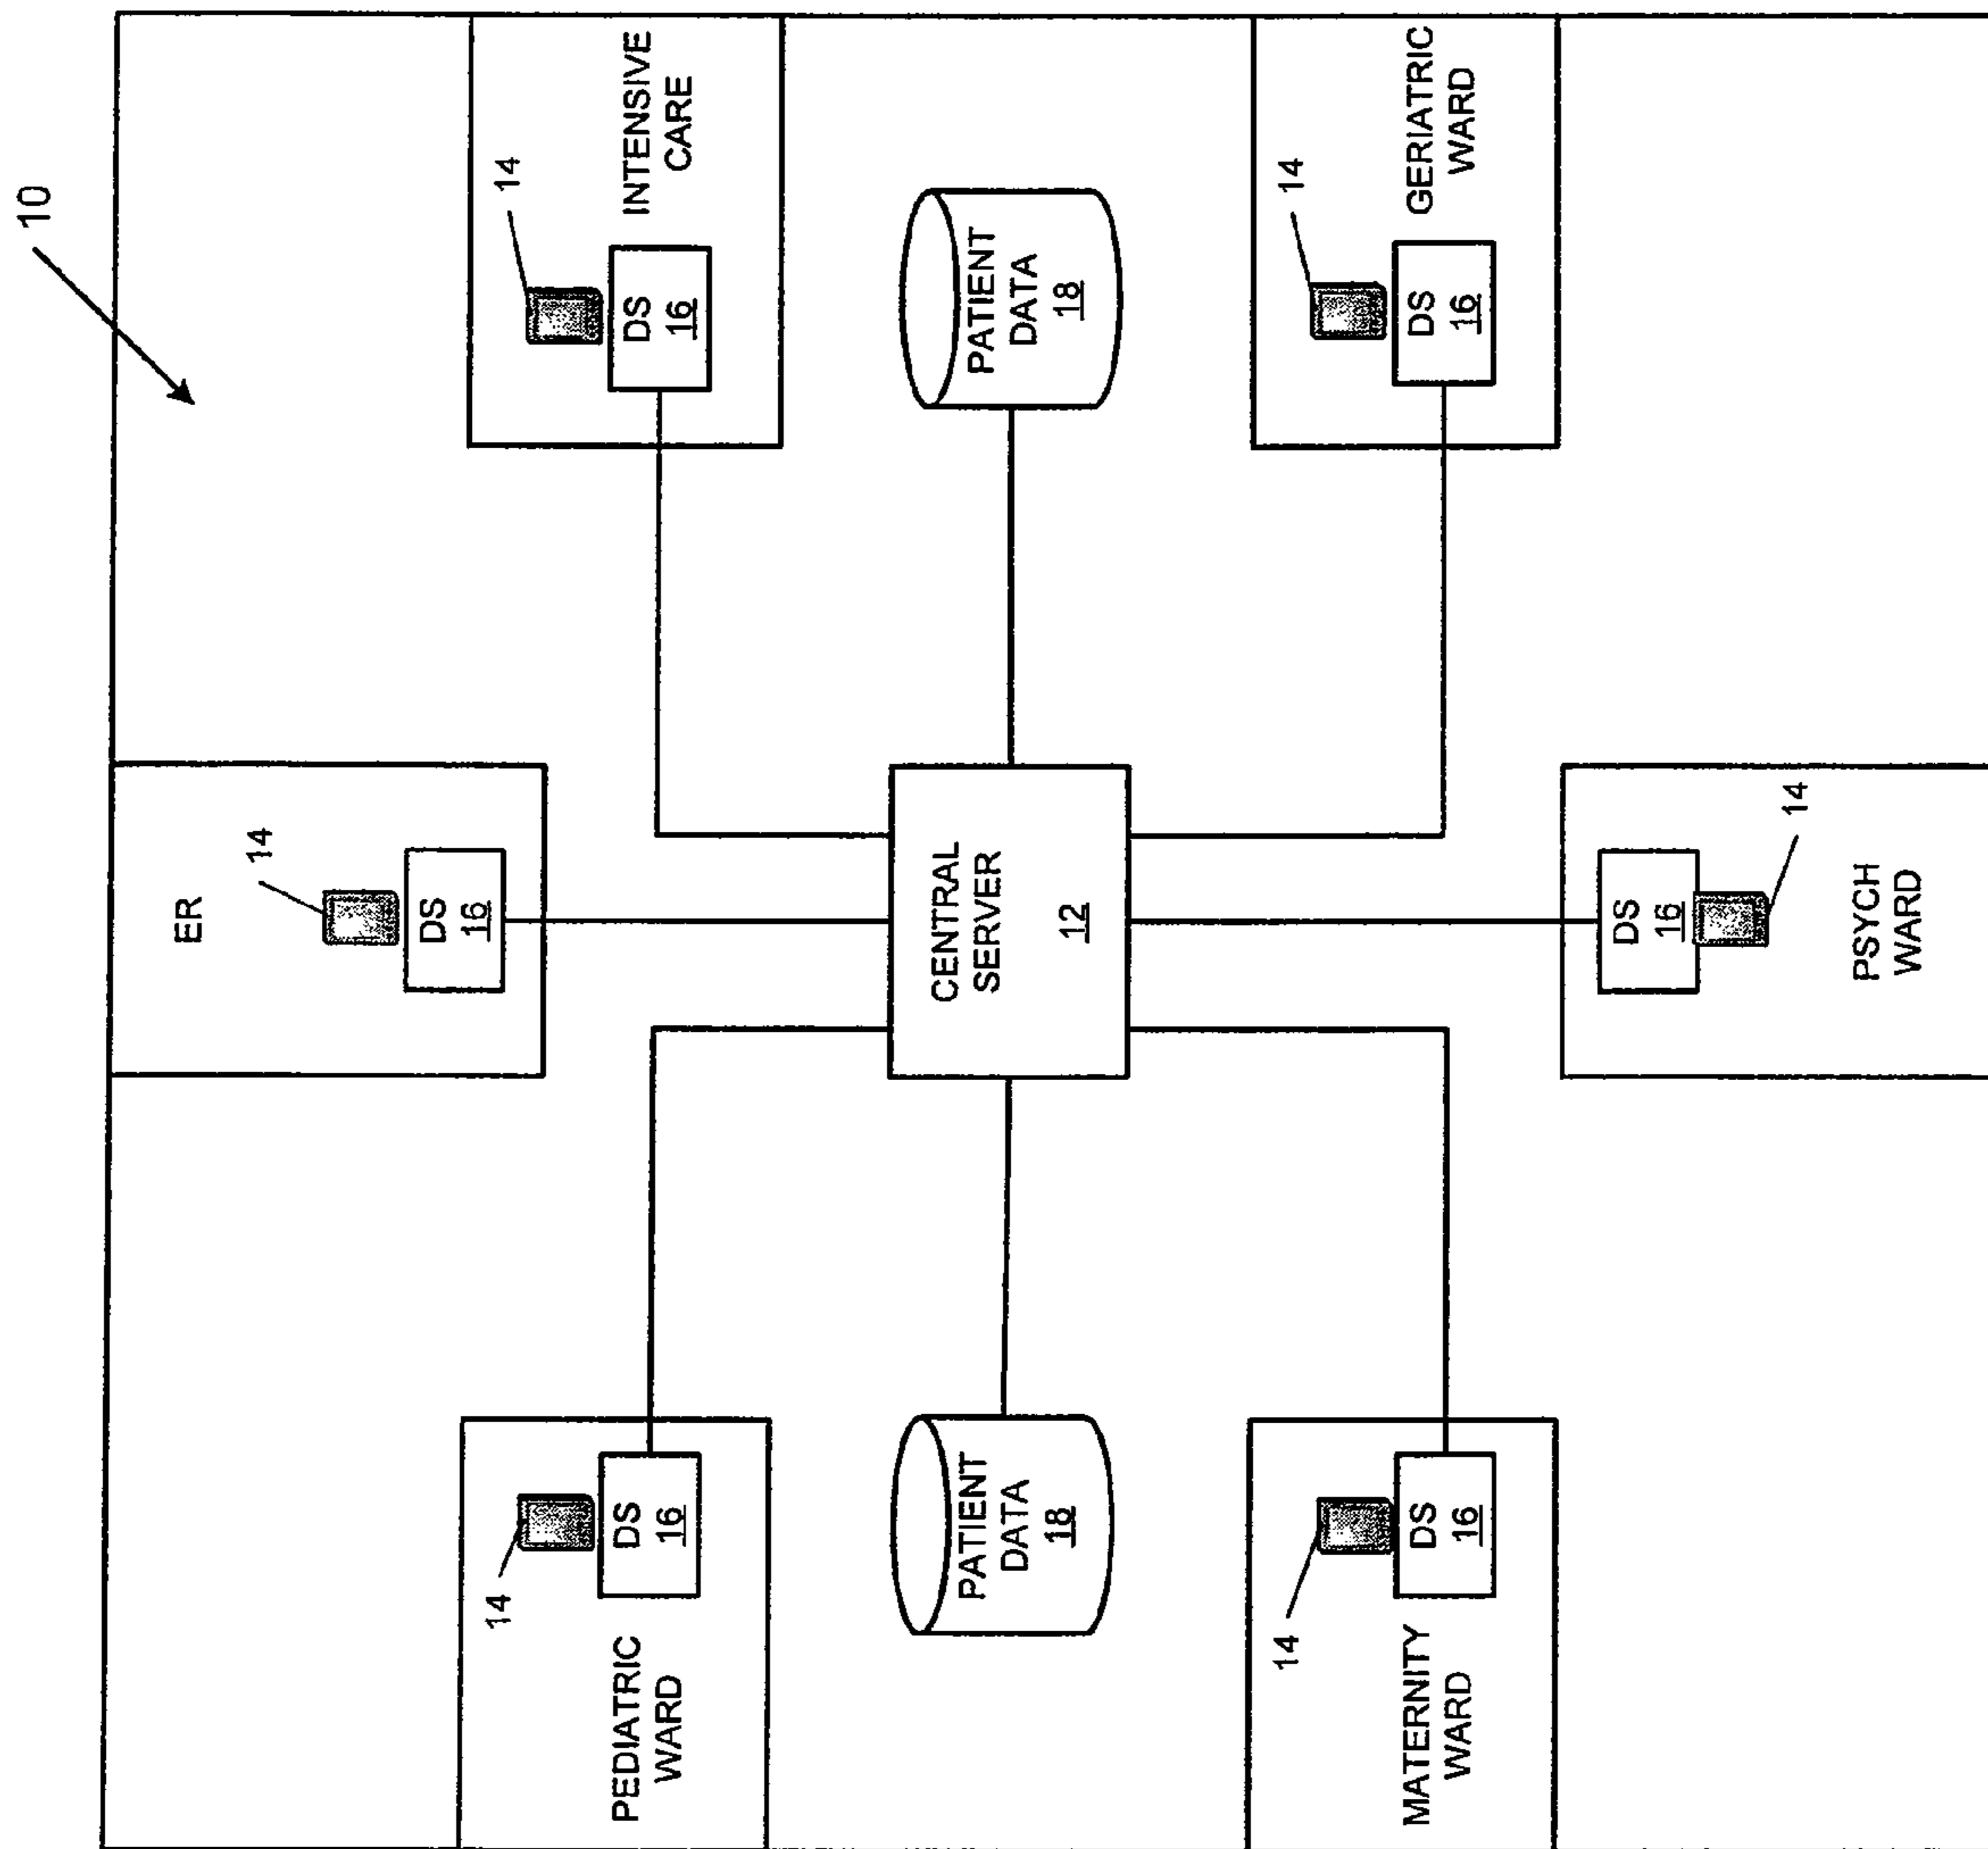 10
ER
14
DS
16
PEDIATRIC
WARD
14
DS
16
14
DS
16
INTENSIVE
CARE
PATIENT
DATA
18
CENTRAL
SERVER
12
PATIENT
DATA
18
MATERNITY
WARD
14
DS
16
14
DS
16
GERIATRIC
WARD
DS
16
14
PSYCH
WARD